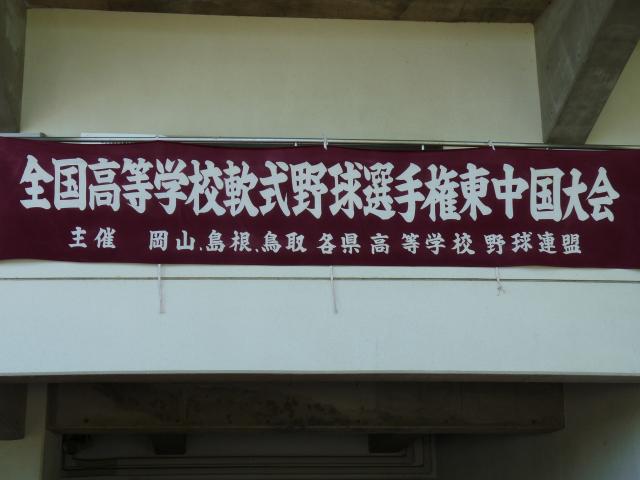 全国高等学校軟式野球選手権東中国大会
主催 岡山、島根、鳥取各県高等学校野球連盟